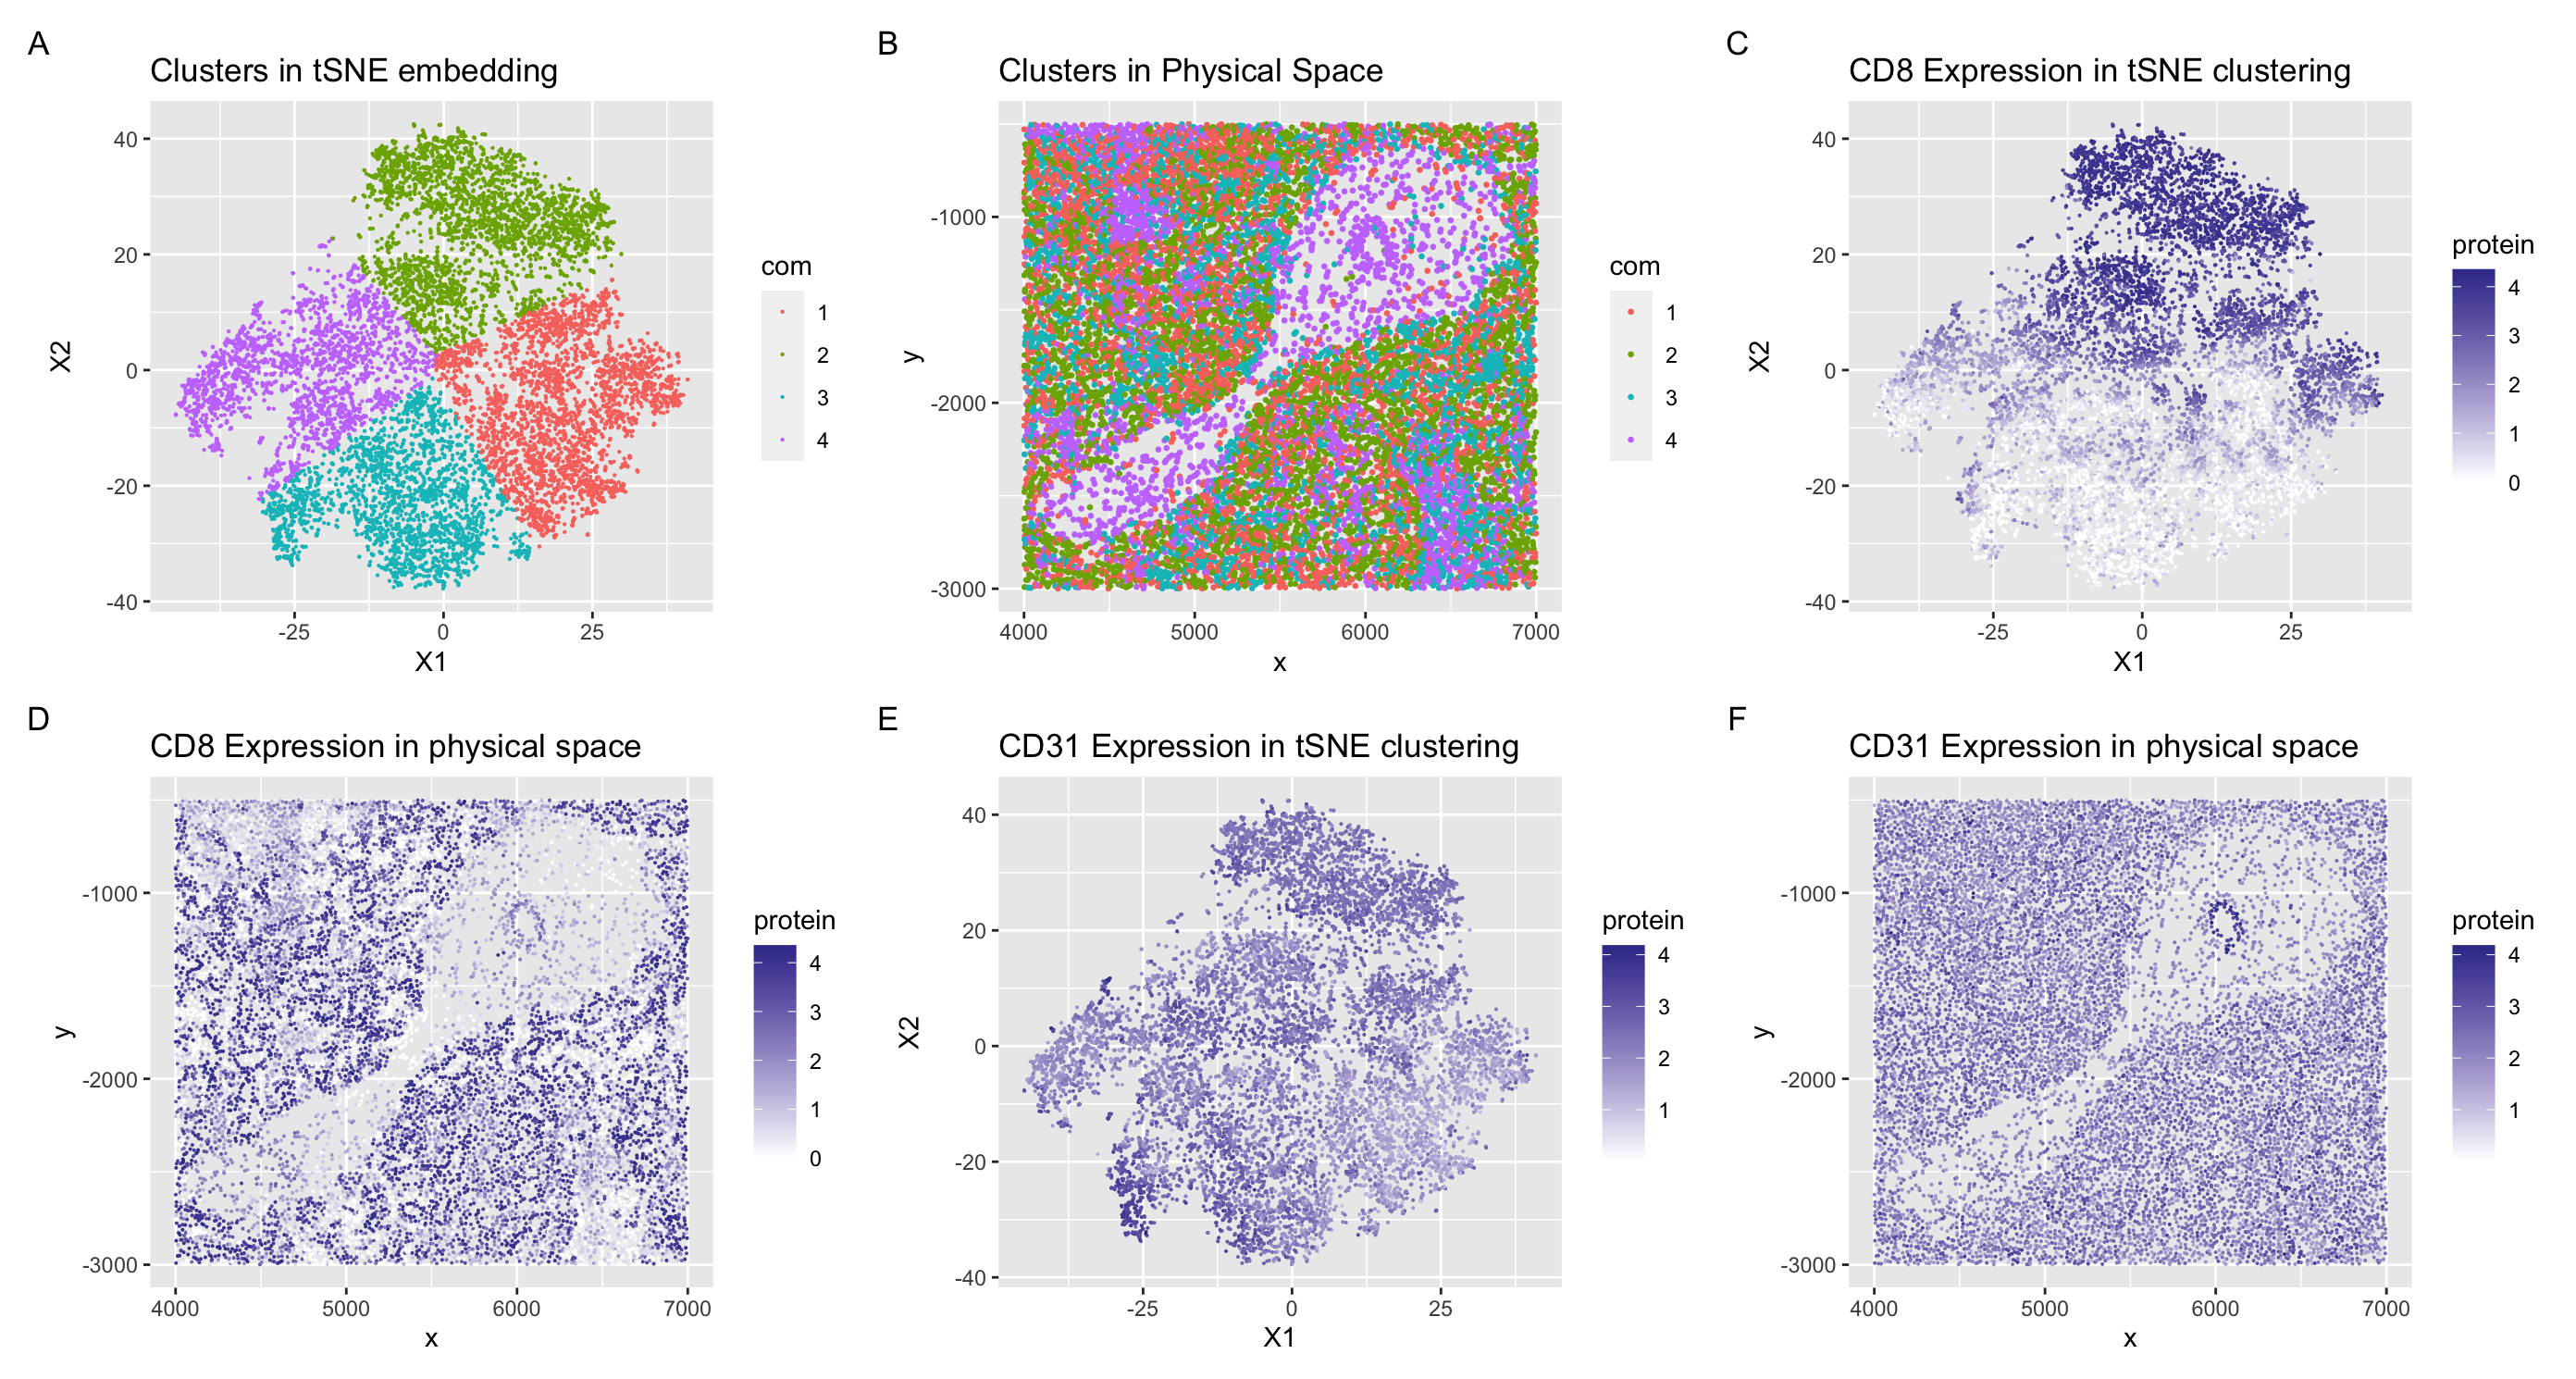 A
Clusters in tSNE embedding
40
20
0
-20
-40
X2
-25
0
25
X1
com
1
2
3
4
B
Clusters in Physical Space
-1000
-2000
-3000
y
4000
5000
6000
7000
x
com
1
2
3
4
C
CD8 Expression in tSNE clustering
40
20
0
-20
-40
X2
-25
0
25
X1
protein
4
3
2
1
0
D
CD8 Expression in physical space
-1000
-2000
-3000
y
4000
5000
6000
7000
x
protein
4
3
2
1
0
E
CD31 Expression in tSNE clustering
40
20
0
-20
-40
X2
-25
0
25
X1
protein
4
3
2
1
F
CD31 Expression in physical space
-1000
-2000
-3000
y
4000
5000
6000
7000
x
protein
4
3
2
1